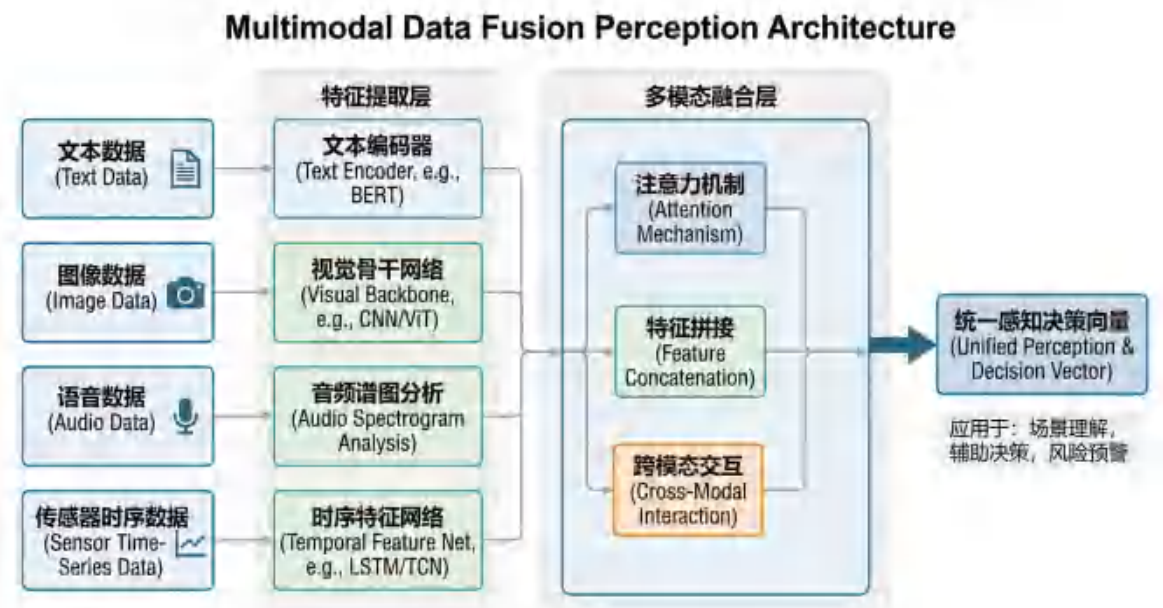 Multimodal Data Fusion Perception Architecture
特征提取层
多模态融合层
文本数据
(Text Data)
文本编码器
(Text Encoder, e.g.,
BERT)
图像数据
(Image Data)
视觉骨干网络
(Visual Backbone,
e.g., CNN/ViT)
语音数据
(Audio Data)
音频谱图分析
(Audio Spectrogram
Analysis)
传感器时序数据
(Sensor Time-
Series Data)
时序特征网络
(Temporal Feature Net,
e.g., LSTM/TCN)
注意力机制
(Attention
Mechanism)
特征拼接
(Feature
Concatenation)
跨模态交互
(Cross-Modal
Interaction)
统一感知决策向量
(Unified Perception &
Decision Vector)
应用于：场景理解，
辅助决策，风险预警